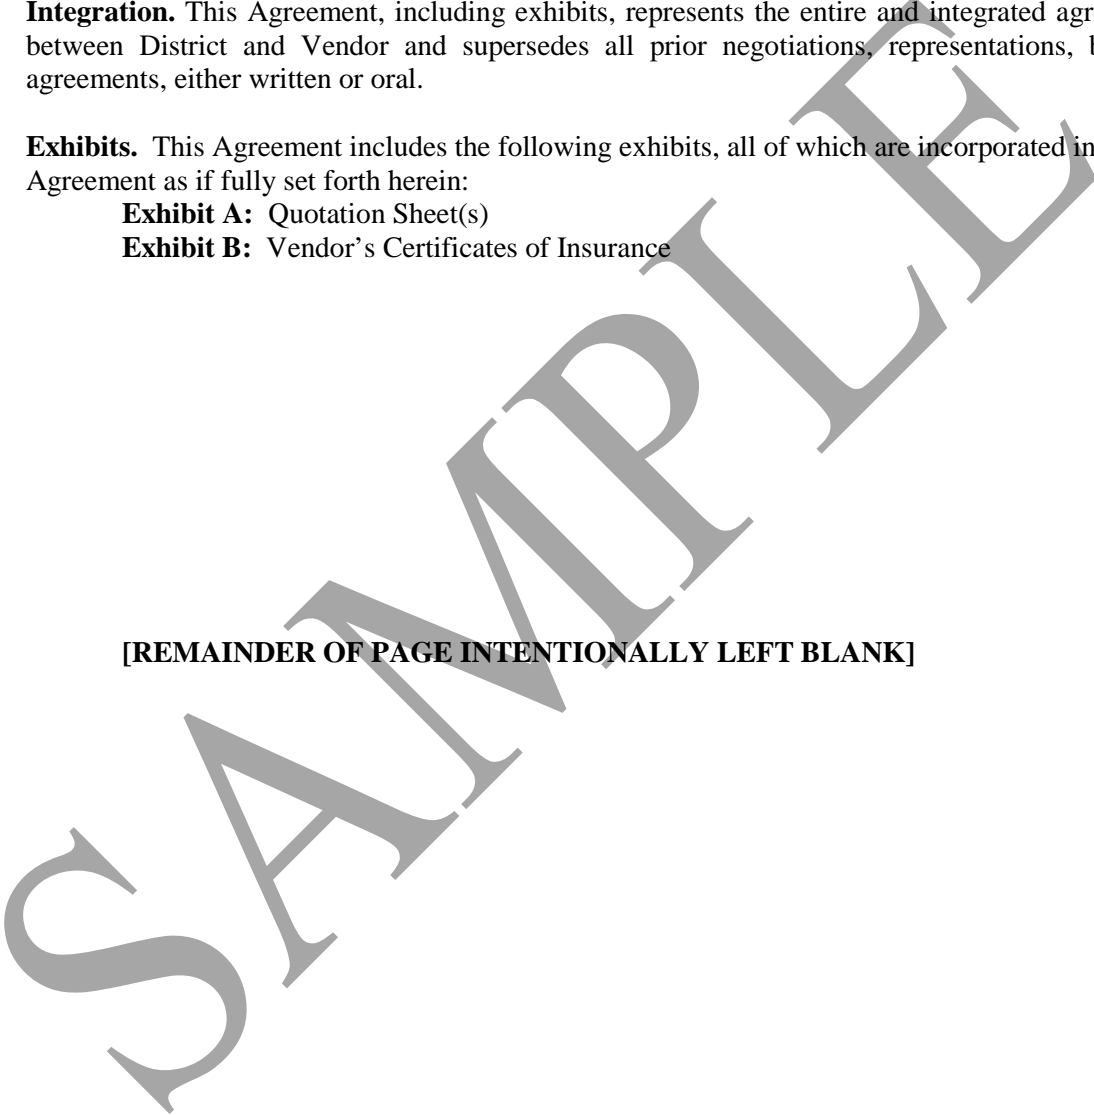 Integration. This Agreement, including exhibits, represents the entire and integrated agr
between District and Vendor and supersedes all prior negotiations, representations, b
agreements, either written or oral.
Exhibits. This Agreement includes the following exhibits, all of which are incorporated in
Agreement as if fully set forth herein:
Exhibit A: Quotation Sheet(s)
Exhibit B: Vendor’s Certificates of Insurance
[REMAINDER OF PAGE INTENTIONALLY LEFT BLANK]
SAMPLE